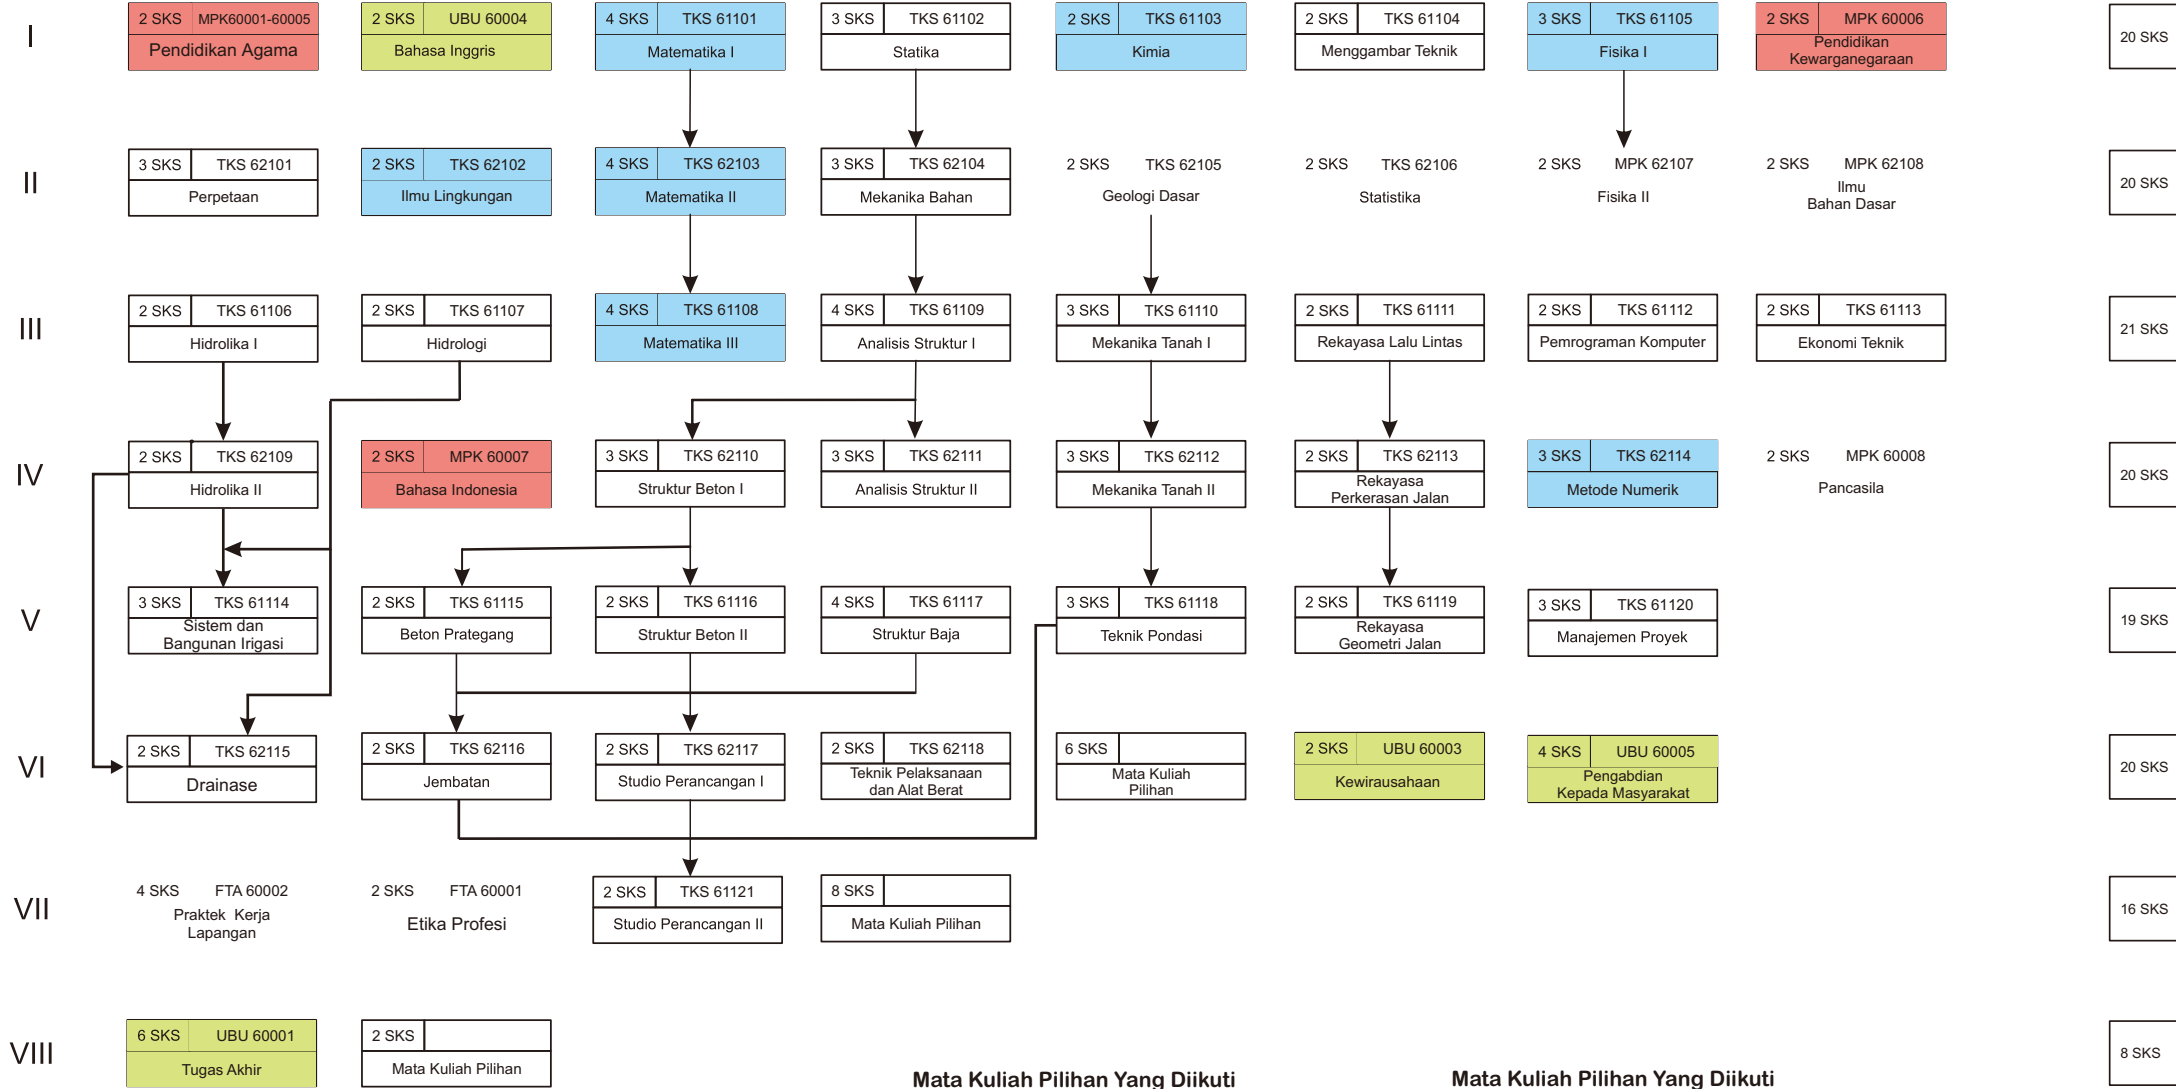 I
2 SKS MPK60001-60005
Pendidikan Agama
2 SKS UBU 60004
Bahasa Inggris
4 SKS TKS 61101
Matematika I
3 SKS TKS 61102
Statika
2 SKS TKS 61103
Kimia
2 SKS TKS 61104
Menggambar Teknik
3 SKS TKS 61105
Fisika I
2 SKS MPK 60006
Pendidikan
Kewarganegaraan
20 SKS
II
3 SKS TKS 62101
Perpetaan
2 SKS TKS 62102
Ilmu Lingkungan
4 SKS TKS 62103
Matematika II
3 SKS TKS 62104
Mekanika Bahan
2 SKS TKS 62105
Geologi Dasar
2 SKS TKS 62106
Statistika
2 SKS MPK 62107
Fisika II
2 SKS MPK 62108
Ilmu
Bahan Dasar
20 SKS
III
2 SKS TKS 61106
Hidrolika I
2 SKS TKS 61107
Hidrologi
4 SKS TKS 61108
Matematika III
4 SKS TKS 61109
Analisis Struktur I
3 SKS TKS 61110
Mekanika Tanah I
2 SKS TKS 61111
Rekayasa Lalu Lintas
2 SKS TKS 61112
Pemrograman Komputer
2 SKS TKS 61113
Ekonomi Teknik
21 SKS
IV
2 SKS TKS 62109
Hidrolika II
2 SKS MPK 60007
Bahasa Indonesia
3 SKS TKS 62110
Struktur Beton I
3 SKS TKS 62111
Analisis Struktur II
3 SKS TKS 62112
Mekanika Tanah II
2 SKS TKS 62113
Rekayasa
Perkerasan Jalan
3 SKS TKS 62114
Metode Numerik
2 SKS MPK 60008
Pancasila
20 SKS
V
3 SKS TKS 61114
Sistem dan
Bangunan Irigasi
2 SKS TKS 61115
Beton Prategang
2 SKS TKS 61116
Struktur Beton II
4 SKS TKS 61117
Struktur Baja
3 SKS TKS 61118
Teknik Pondasi
2 SKS TKS 61119
Rekayasa
Geometri Jalan
3 SKS TKS 61120
Manajemen Proyek
19 SKS
VI
2 SKS TKS 62115
Drainase
2 SKS TKS 62116
Jembatan
2 SKS TKS 62117
Studio Perancangan I
2 SKS TKS 62118
Teknik Pelaksanaan
dan Alat Berat
6 SKS
Mata Kuliah
Pilihan
2 SKS UBU 60003
Kewirausahaan
4 SKS UBU 60005
Pengabdian
Kepada Masyarakat
20 SKS
VII
4 SKS FTA 60002
Praktek Kerja
Lapangan
2 SKS FTA 60001
Etika Profesi
2 SKS TKS 61121
Studio Perancangan II
8 SKS
Mata Kuliah Pilihan
16 SKS
VIII
6 SKS UBU 60001
Tugas Akhir
2 SKS
Mata Kuliah Pilihan
8 SKS
Mata Kuliah Pilihan Yang Diikuti
Mata Kuliah Pilihan Yang Diikuti